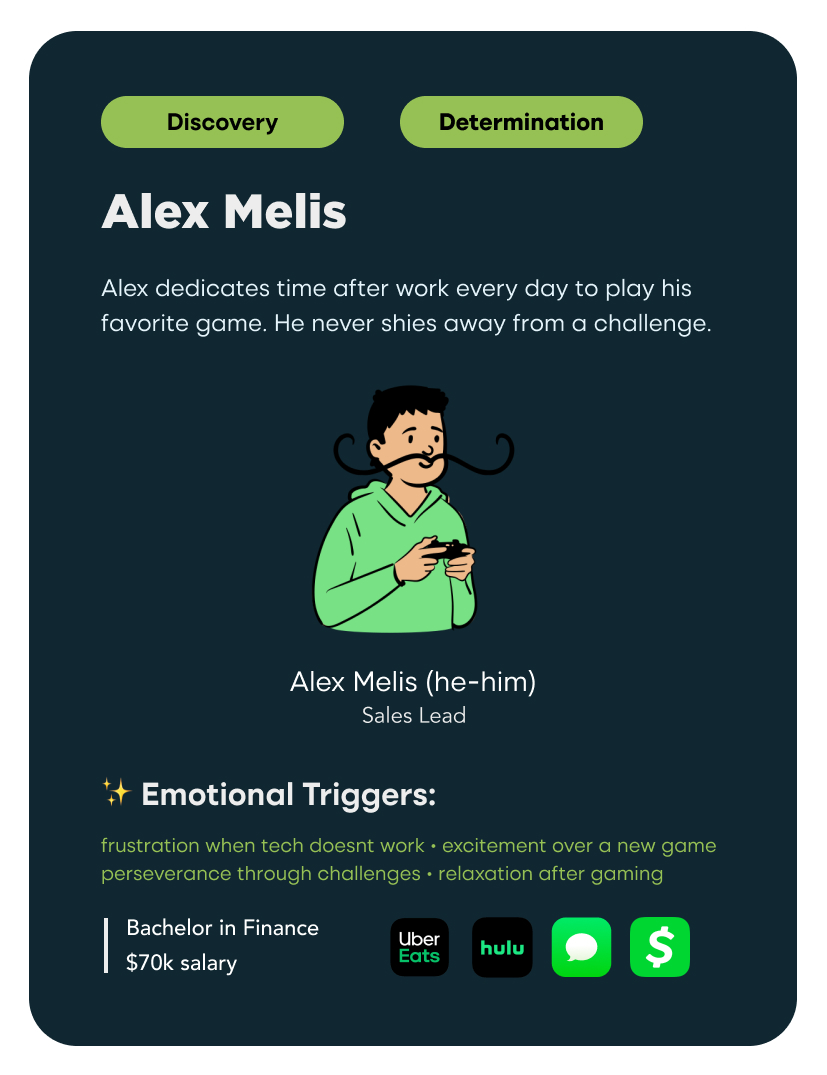 Discovery
Determination
Alex Melis
Alex dedicates time after work every day to play his
favorite game. He never shies away from a challenge.
Alex Melis (he-him)
Sales Lead
✨ Emotional Triggers:
frustration when tech doesnt work • excitement over a new game
perseverance through challenges • relaxation after gaming
Bachelor in Finance
$70k salary
Uber
Eats
hulu
$